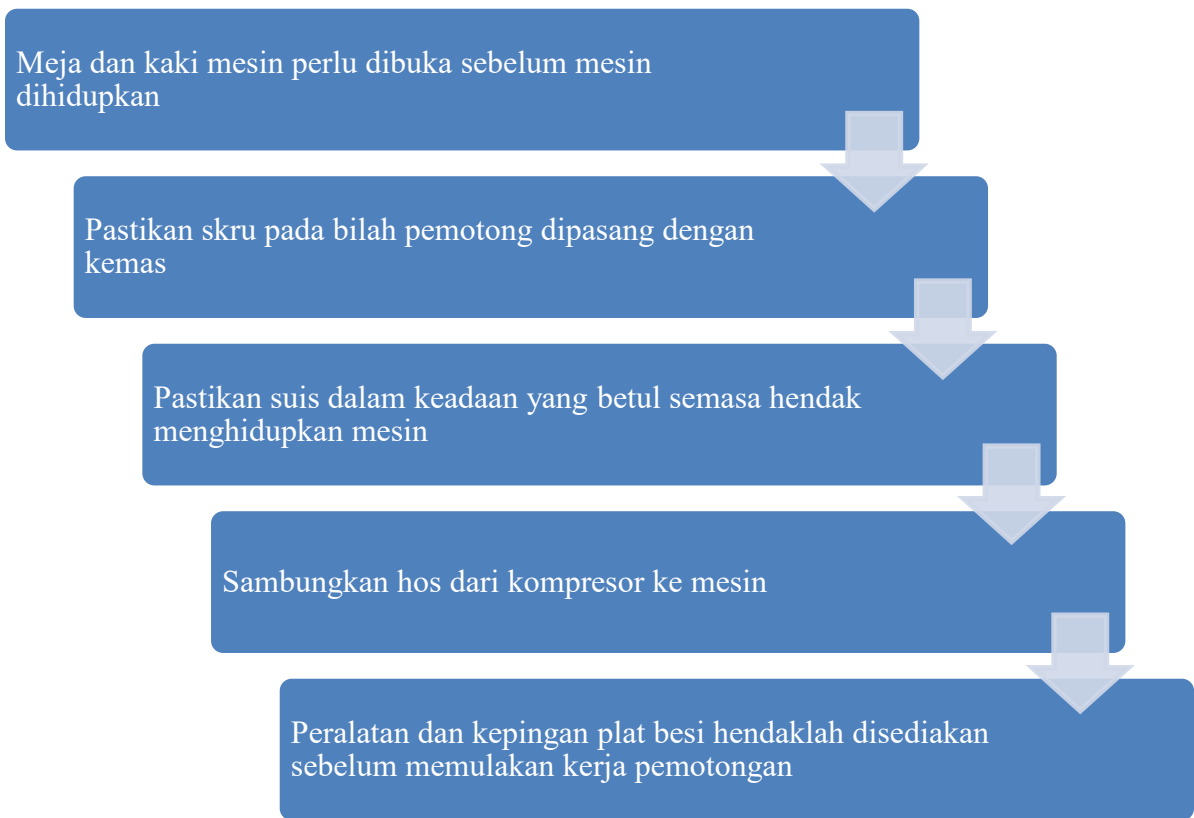 Meja dan kaki mesin perlu dibuka sebelum mesin
dihidupkan
Pastikan skru pada bilah pemotong dipasang dengan
kemas
Pastikan suis dalam keadaan yang betul semasa hendak
menghidupkan mesin
Sambungkan hos dari kompresor ke mesin
Peralatan dan kepingan plat besi hendaklah disediakan
sebelum memulakan kerja pemotongan